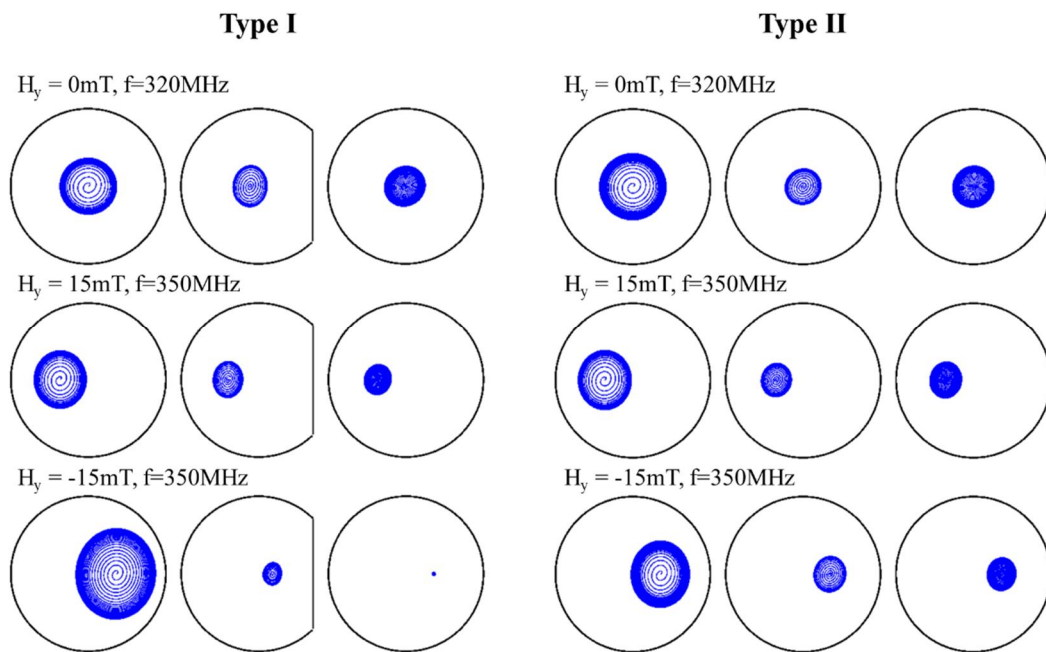 Type I
Type II
H_y = 0mT, f=320MHz
H_y = 0mT, f=320MHz
H_y = 15mT, f=350MHz
H_y = 15mT, f=350MHz
H_y = -15mT, f=350MHz
H_y = -15mT, f=350MHz